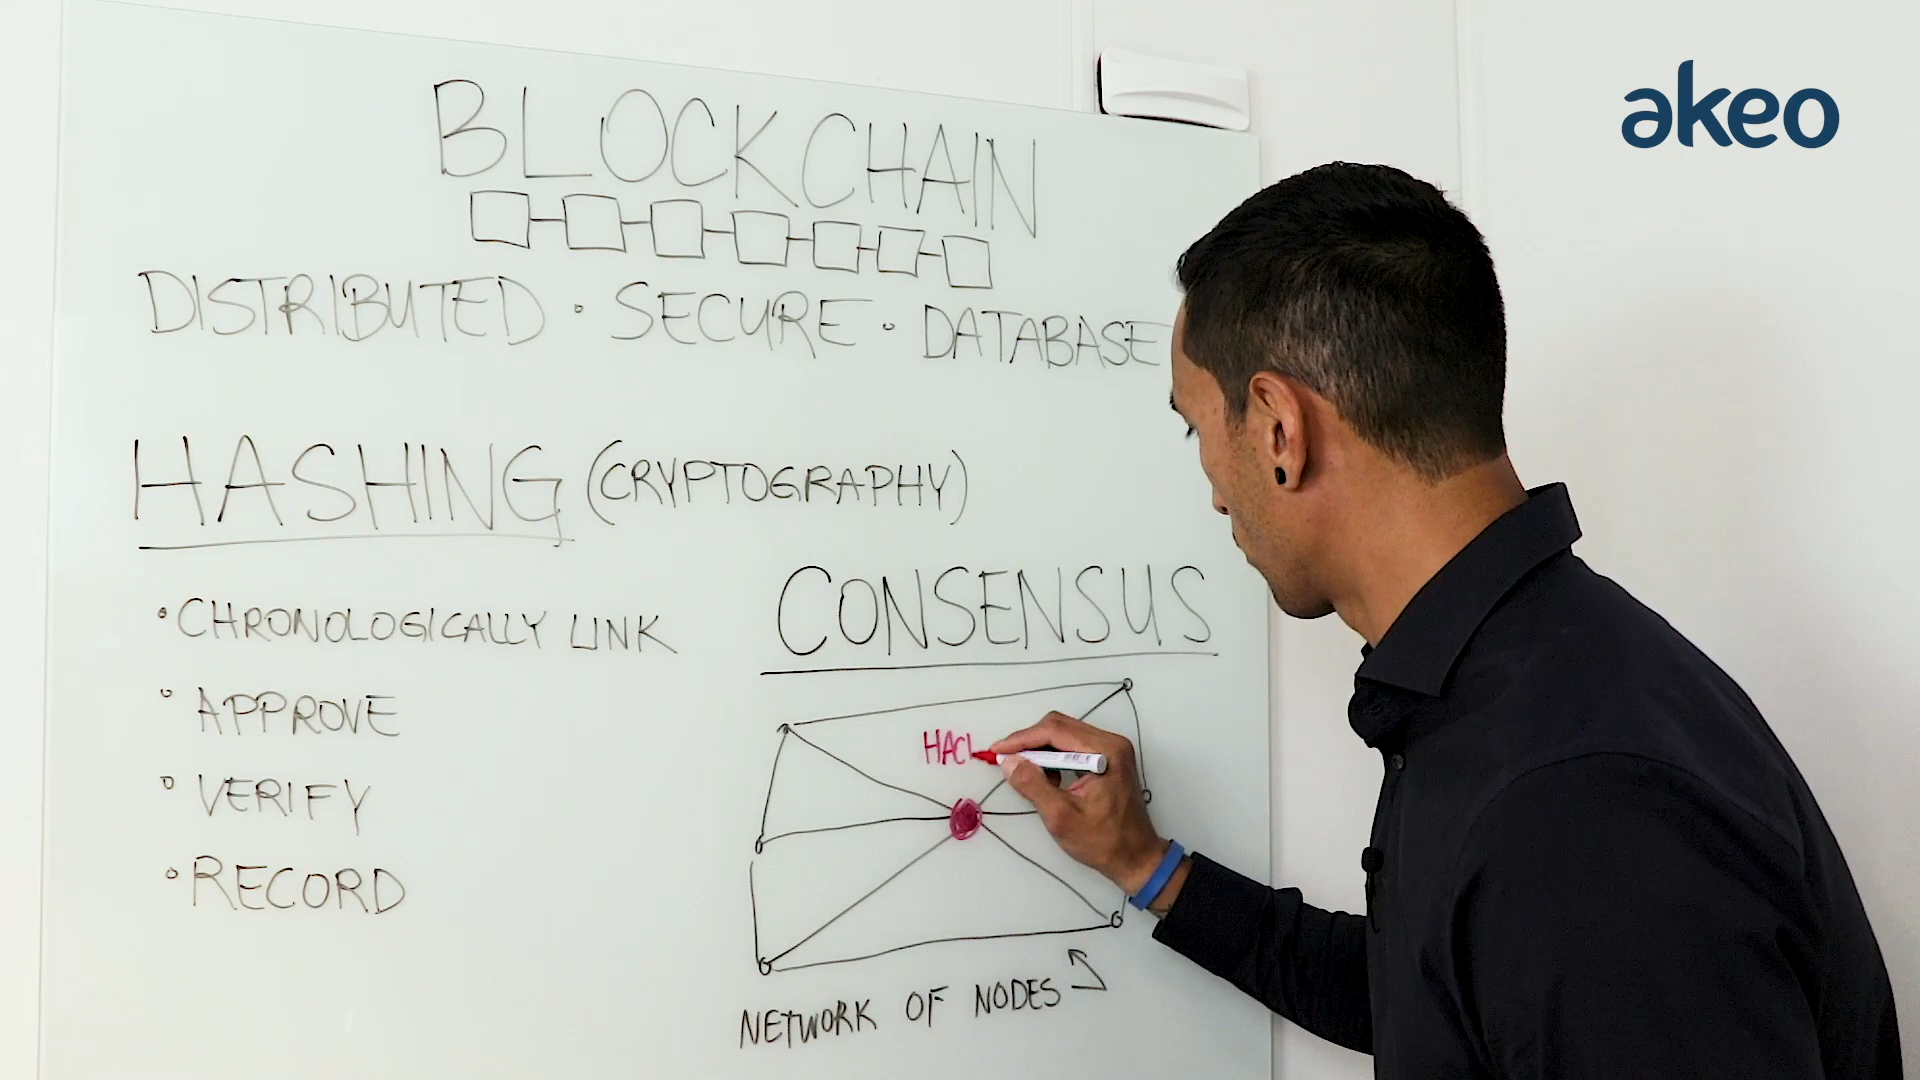 akeo
BLOCKCHAIN
DISTRIBUTED · SECURE · DATABASE
HASHING (CRYPTOGRAPHY)
· CHRONOLOGICALLY LINK
· APPROVE
· VERIFY
· RECORD
CONSENSUS
NETWORK OF NODES